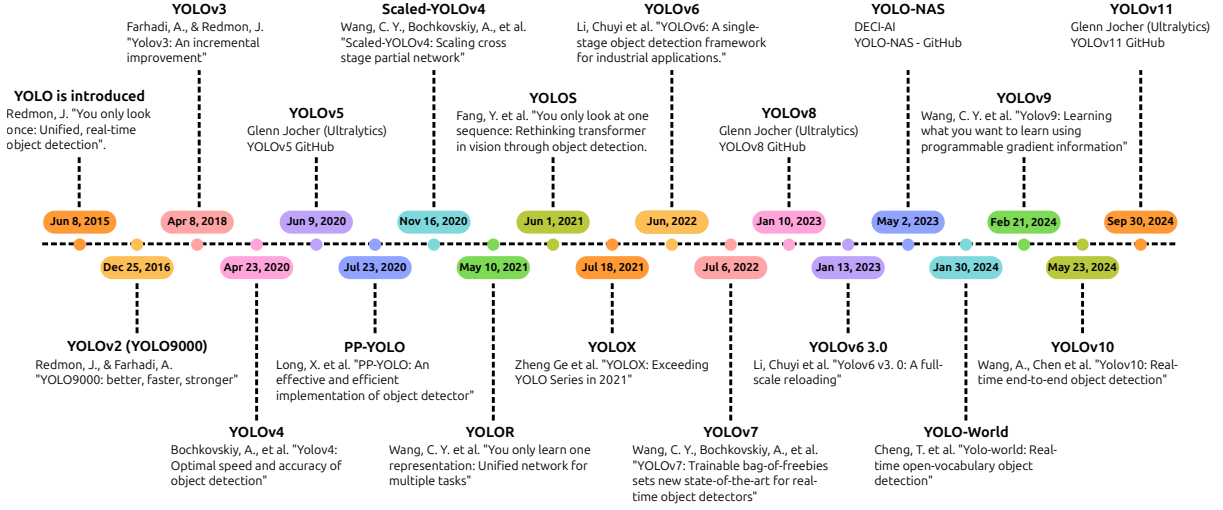 YOLOv3
Farhadi, A., & Redmon, J.
"Yolov3: An incremental
improvement"
Scaled-YOLOv4
Wang, C. Y., Bochkovskiy, A., et al.
"Scaled-YOLOv4: Scaling cross
stage partial network"
YOLOv6
Li, Chuyi et al. "YOLOv6: A single-
stage object detection framework
for industrial applications."
YOLO-NAS
DECI-AI
YOLO-NAS - GitHub
YOLOv11
Glenn Jocher (Ultralytics)
YOLOv11 GitHub
YOLO is introduced
Redmon, J. "You only look
once: Unified, real-time
object detection".
YOLOv5
Glenn Jocher (Ultralytics)
YOLOv5 GitHub
YOLOS
Fang, Y. et al. "You only look at one
sequence: Rethinking transformer
in vision through object detection.
YOLOv8
Glenn Jocher (Ultralytics)
YOLOv8 GitHub
YOLOv9
Wang, C. Y. et al. "Yolov9: Learning
what you want to learn using
programmable gradient information"
Jun 8, 2015
Apr 8, 2018
Jun 9, 2020
Nov 16, 2020
Jun 1, 2021
Jun, 2022
Jan 10, 2023
May 2, 2023
Feb 21, 2024
Sep 30, 2024
Dec 25, 2016
Apr 23, 2020
Jul 23, 2020
May 10, 2021
Jul 18, 2021
Jul 6, 2022
Jan 13, 2023
Jan 30, 2024
May 23, 2024
YOLOv2 (YOLO9000)
Redmon, J., & Farhadi, A.
"YOLO9000: better, faster, stronger"
PP-YOLO
Long, X. et al. "PP-YOLO: An
effective and efficient
implementation of object detector"
YOLOX
Zheng Ge et al. "YOLOX: Exceeding
YOLO Series in 2021"
YOLOv6 3.0
Li, Chuyi et al. "Yolov6 v3. 0: A full-
scale reloading"
YOLOv10
Wang, A., Chen et al. "Yolov10: Real-
time end-to-end object detection"
YOLOv4
Bochkovskiy, A., et al. "Yolov4:
Optimal speed and accuracy of
object detection"
YOLOR
Wang, C. Y. et al. "You only learn one
representation: Unified network for
multiple tasks"
YOLOv7
Wang, C. Y., Bochkovskiy, A., et al.
"YOLOv7: Trainable bag-of-freebies
sets new state-of-the-art for real-
time object detectors"
YOLO-World
Cheng, T. et al. "Yolo-world: Real-
time open-vocabulary object
detection"